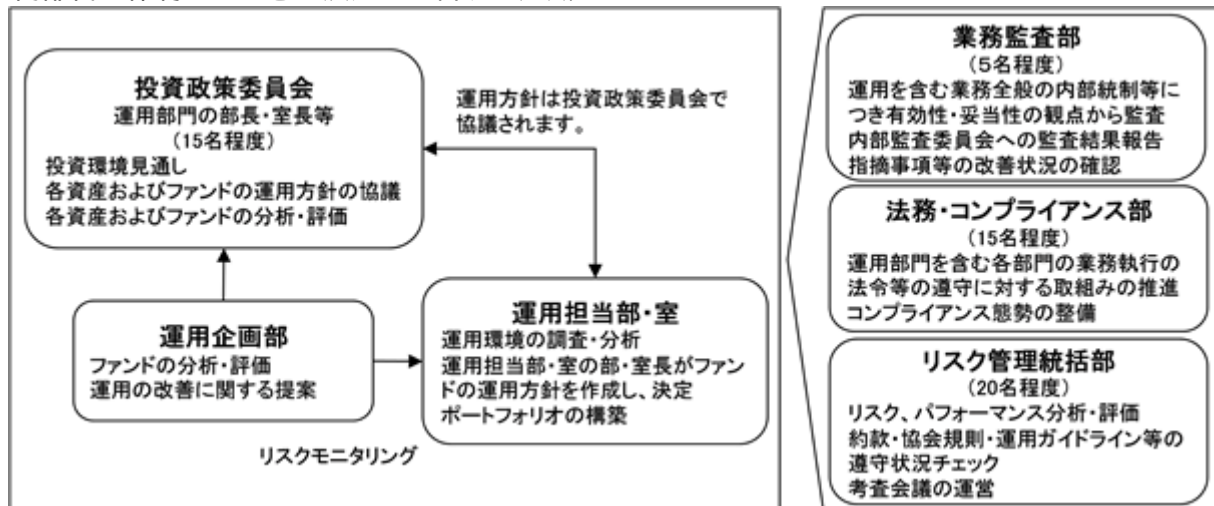 投資政策委員会
運用部門の部長・室長等
(15名程度)
投資環境見通し
各資産およびファンドの運用方針の協議
各資産およびファンドの分析・評価
運用方針は投資政策委員会で
協議されます。
運用企画部
ファンドの分析・評価
運用の改善に関する提案
運用担当部・室
運用環境の調査・分析
運用担当部・室の部・室長がファン
ドの運用方針を作成し、決定
ポートフォリオの構築
リスクモニタリング
業務監査部
(5名程度)
運用を含む業務全般の内部統制等に
つき有効性・妥当性の観点から監査
内部監査委員会への監査結果報告
指摘事項等の改善状況の確認
法務・コンプライアンス部
(15名程度)
運用部門を含む各部門の業務執行の
法令等の遵守に対する取組みの推進
コンプライアンス態勢の整備
リスク管理統括部
(20名程度)
リスク、パフォーマンス分析・評価
約款・協会規則・運用ガイドライン等の
遵守状況チェック
考査会議の運営